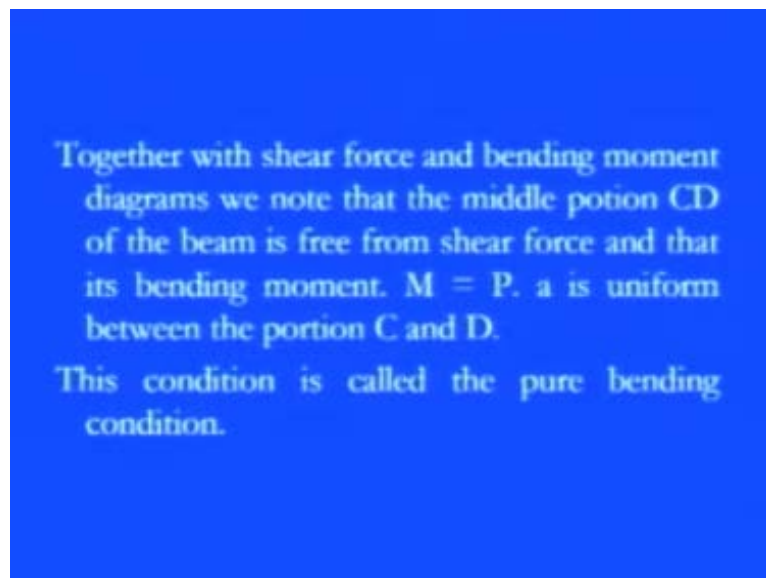 Together with shear force and bending moment
diagrams we note that the middle potion CD
of the beam is free from shear force and that
its bending moment. M = P. a is uniform
between the portion C and D.
This condition is called the pure bending
condition.